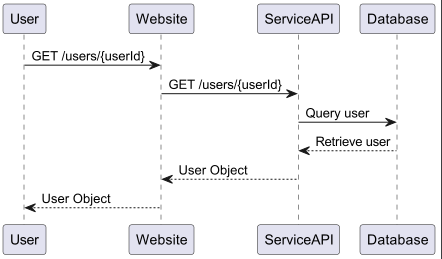 User Website ServiceAPI Database
GET /users/{userId}
GET /users/{userId}
Query user
Retrieve user
User Object
User Object
User Website ServiceAPI Database